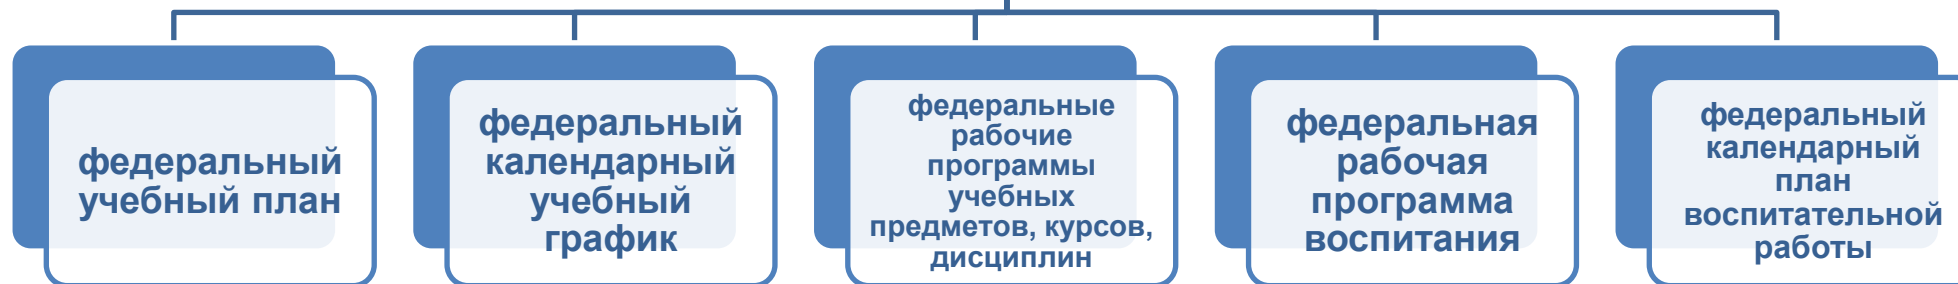 федеральный
учебный план
федеральный
календарный
учебный
график
федеральные
рабочие
программы
учебных
предметов, курсов,
дисциплин
федеральная
рабочая
программа
воспитания
федеральный
календарный
план
воспитательной
работы